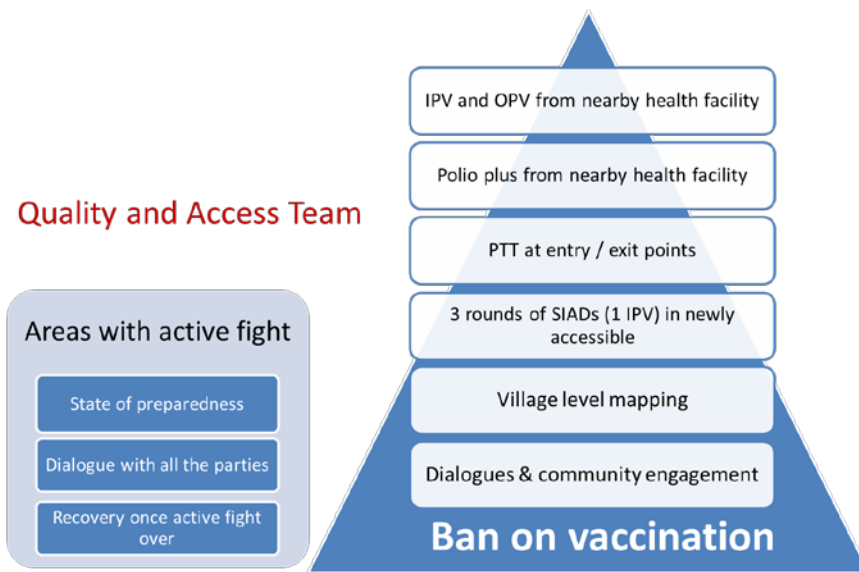 Quality and Access Team
Areas with active fight
State of preparedness
Dialogue with all the parties
Recovery once active fight
over
IPV and OPV from nearby health facility
Polio plus from nearby health facility
PTT at entry / exit points
3 rounds of SIADs (1 IPV) in newly
accessible
Village level mapping
Dialogues & community engagement
Ban on vaccination